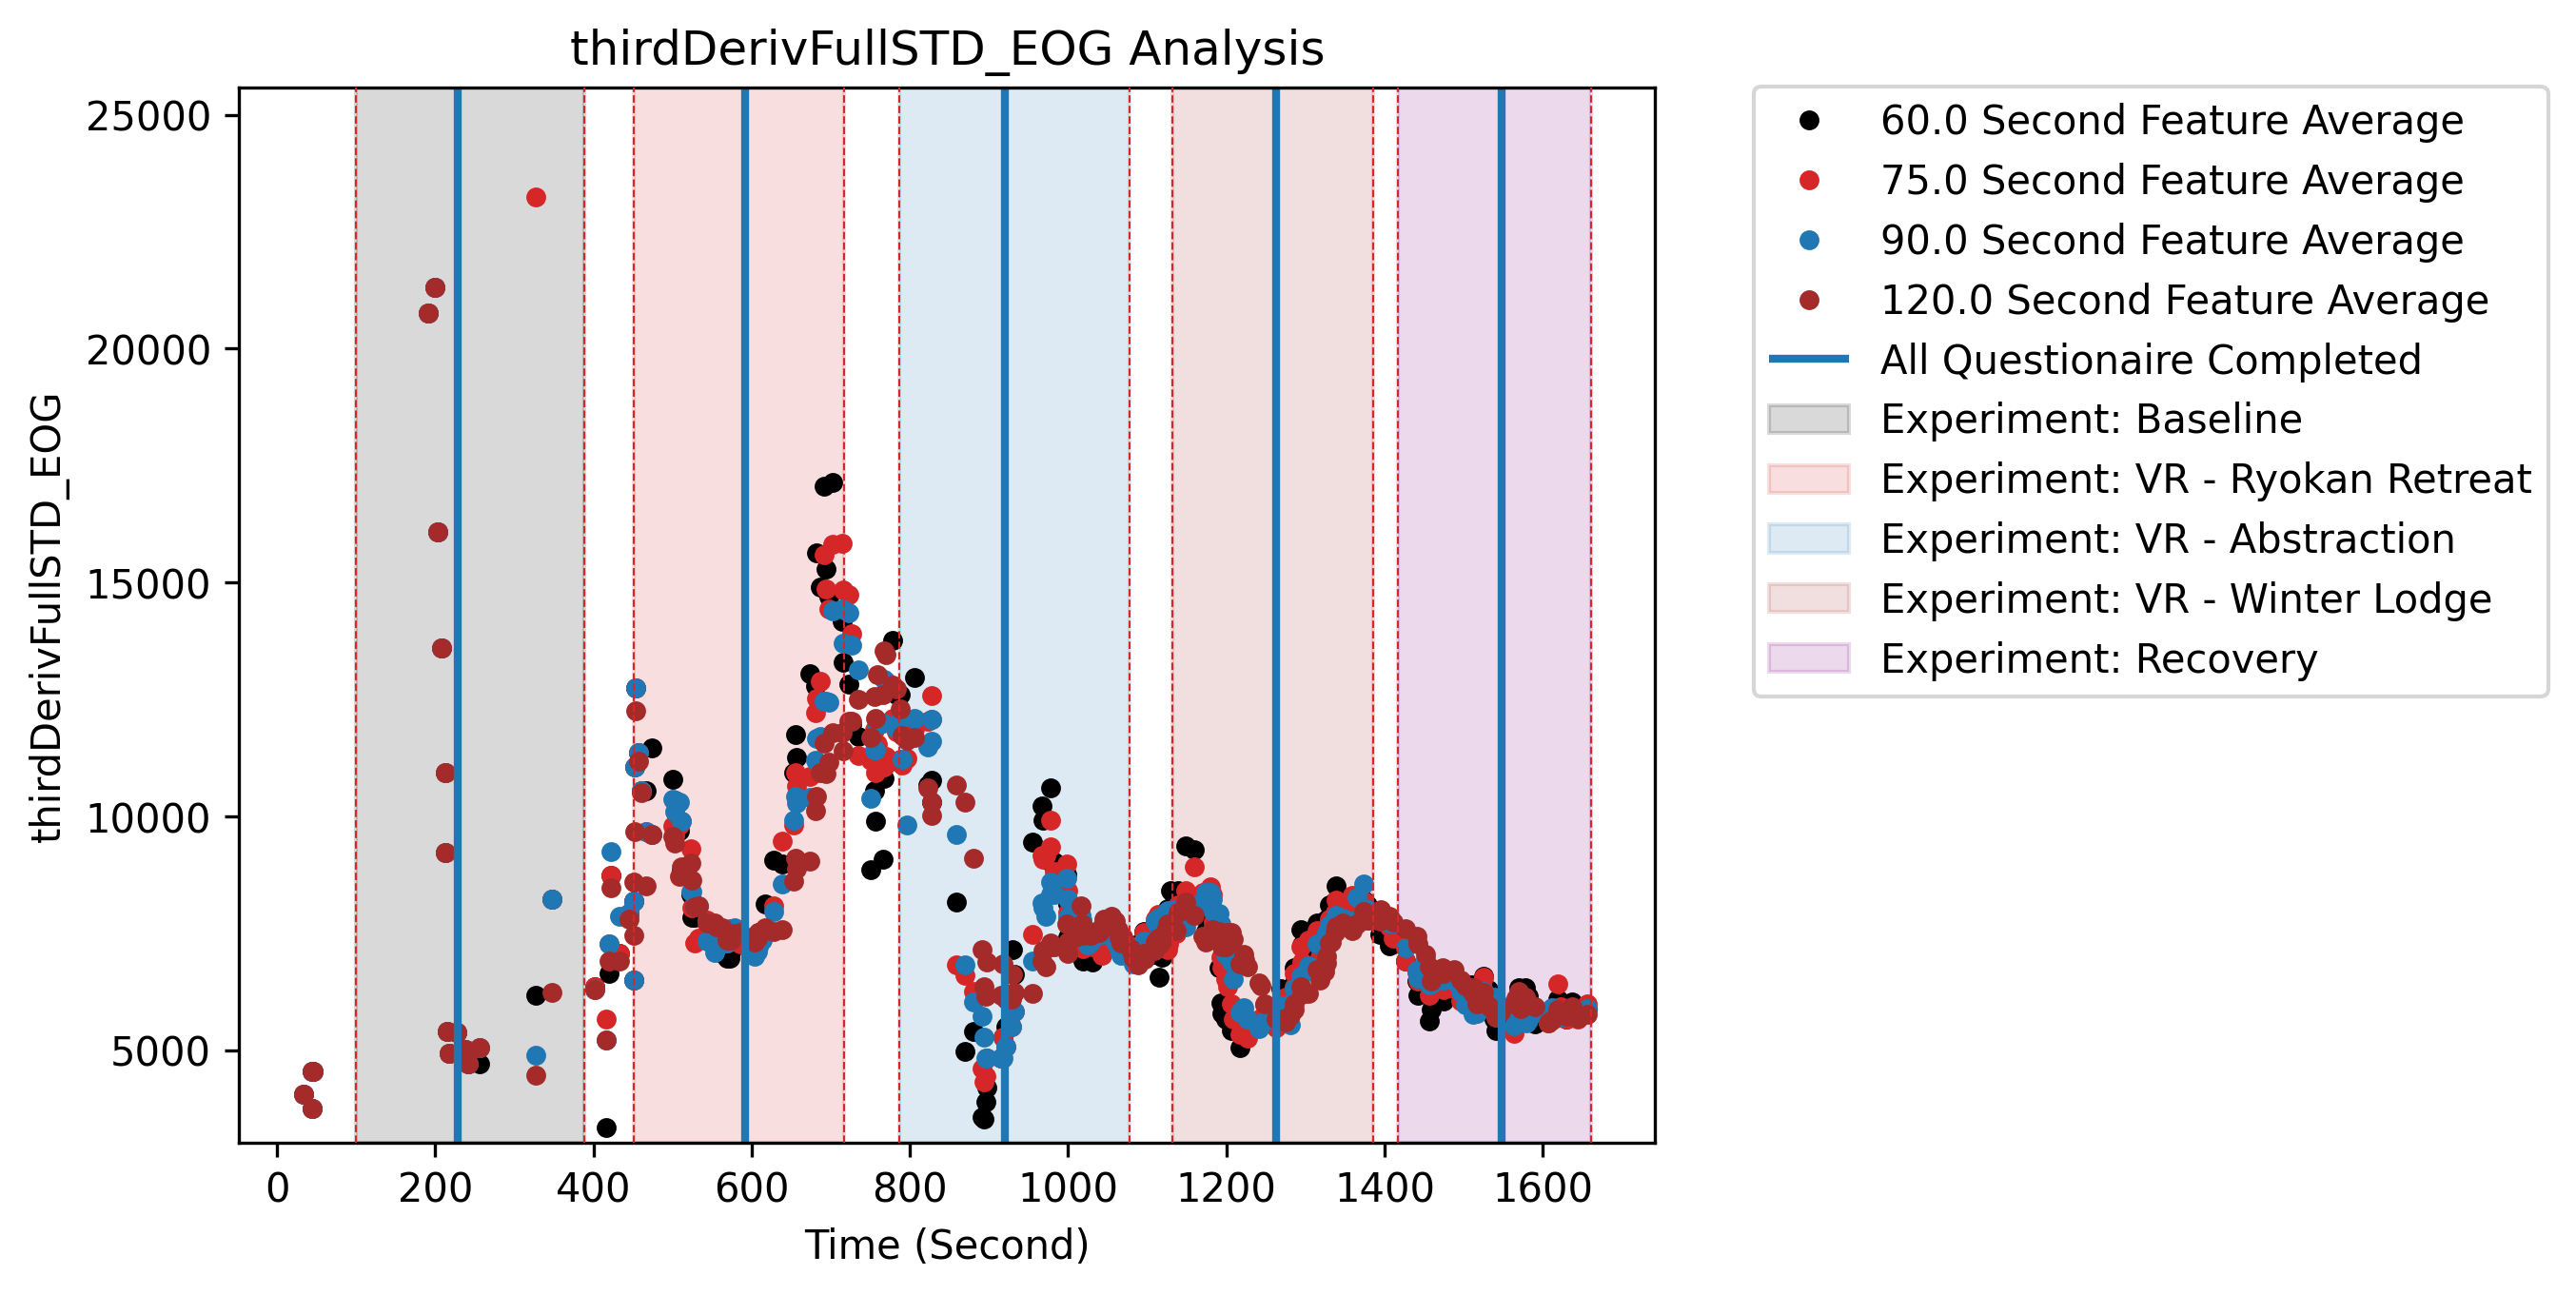 thirdDerivFullSTD_EOG Analysis
25000
20000
15000
10000
5000
thirdDerivFullSTD_EOG
0 200 400 600 800 1000 1200 1400 1600
Time (Second)
60.0 Second Feature Average
75.0 Second Feature Average
90.0 Second Feature Average
120.0 Second Feature Average
All Questionaire Completed
Experiment: Baseline
Experiment: VR - Ryokan Retreat
Experiment: VR - Abstraction
Experiment: VR - Winter Lodge
Experiment: Recovery